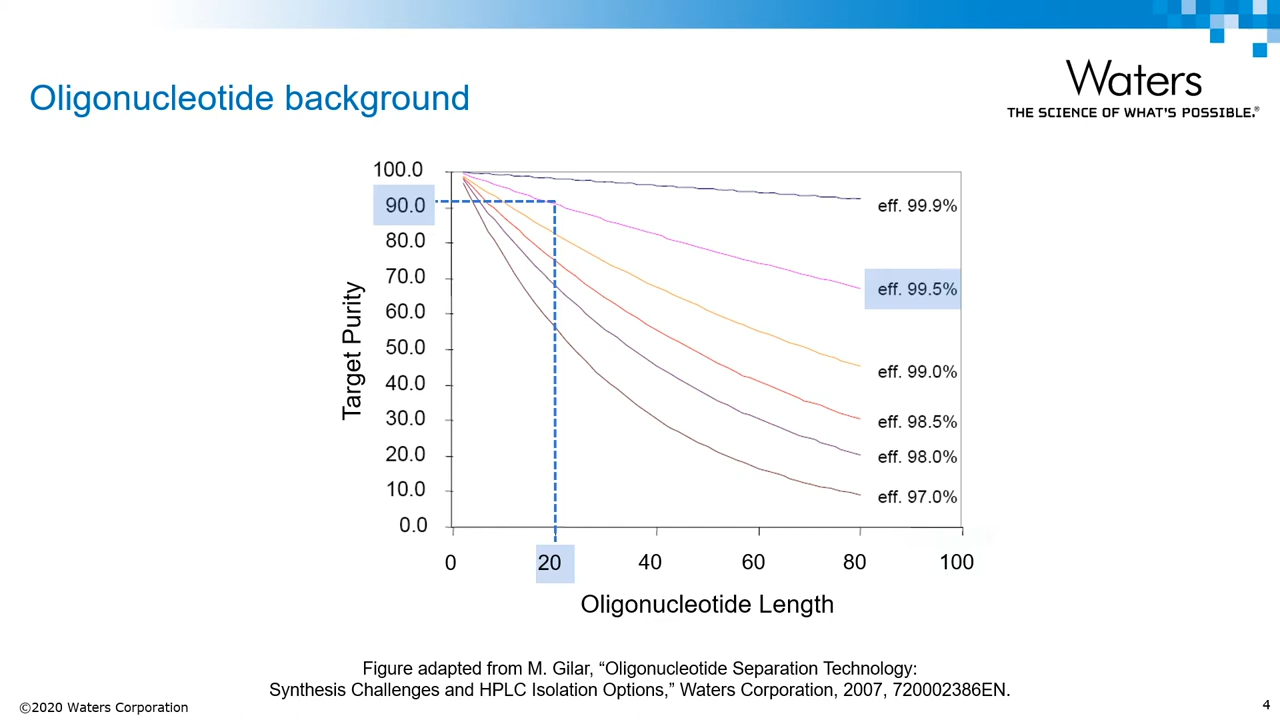 Oligonucleotide background
Waters
THE SCIENCE OF WHAT'S POSSIBLE.®
100.0
90.0
80.0
70.0
60.0
50.0
40.0
30.0
20.0
10.0
0.0
Target Purity
eff. 99.9%
eff. 99.5%
eff. 99.0%
eff. 98.5%
eff. 98.0%
eff. 97.0%
0 20 40 60 80 100
Oligonucleotide Length
Figure adapted from M. Gilar, “Oligonucleotide Separation Technology:
Synthesis Challenges and HPLC Isolation Options,” Waters Corporation, 2007, 720002386EN.
©2020 Waters Corporation
4